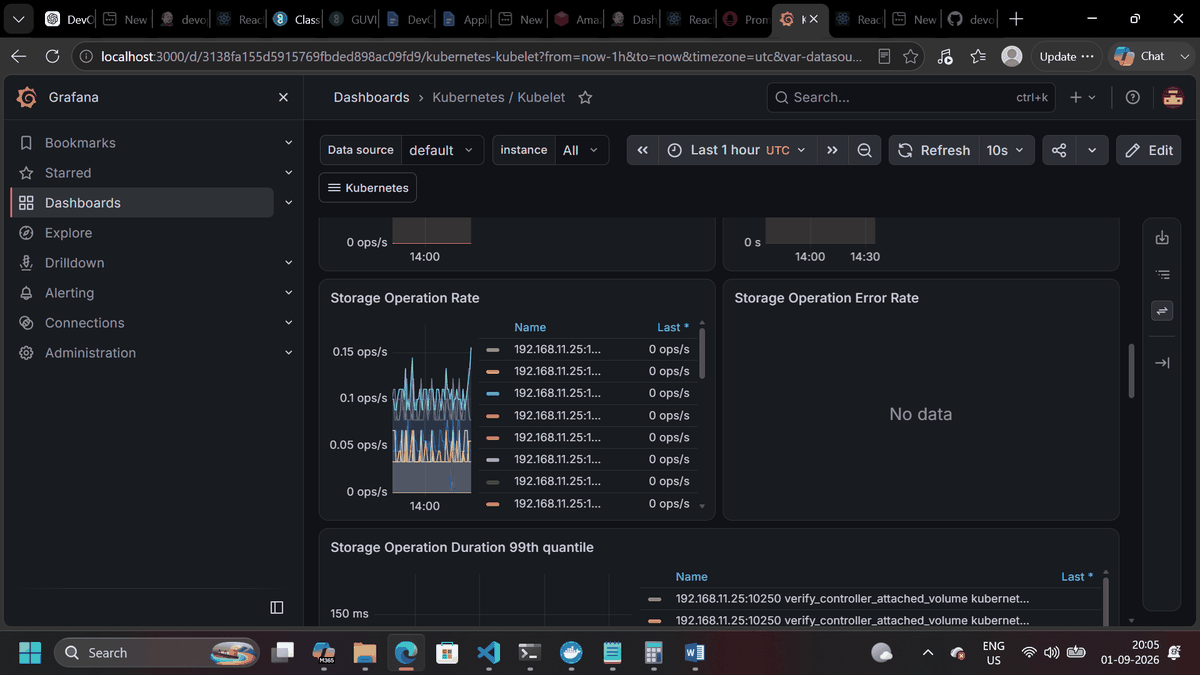 DevO
New
devo
Reac
Class
GUVI
DevO
Appl
New
Ama
Dash
Reac
Pron
K
Reac
New
devo
localhost:3000/d/3138fa155d5915769fbded898ac09fd9/kubernetes-kubelet?from=now-1h&to=now&timezone=utc&var-datasou...
Update
Chat
Grafana
Dashboards › Kubernetes / Kubelet
Search...
ctrl+k
Bookmarks
Starred
Dashboards
Explore
Drilldown
Alerting
Connections
Administration
Data source default
instance All
Last 1 hour UTC
Refresh 10s
Edit
Kubernetes
0 ops/s
14:00
0 s
14:00 14:30
Storage Operation Rate
0.15 ops/s
0.1 ops/s
0.05 ops/s
0 ops/s
14:00
Name Last *
192.168.11.25:1... 0 ops/s
192.168.11.25:1... 0 ops/s
192.168.11.25:1... 0 ops/s
192.168.11.25:1... 0 ops/s
192.168.11.25:1... 0 ops/s
192.168.11.25:1... 0 ops/s
192.168.11.25:1... 0 ops/s
192.168.11.25:1... 0 ops/s
Storage Operation Error Rate
No data
Storage Operation Duration 99th quantile
150 ms
Name Last *
192.168.11.25:10250 verify_controller_attached_volume kubernet...
192.168.11.25:10250 verify_controller_attached_volume kubernet...
Search
M365
ENG
US
20:05
01-09-2026